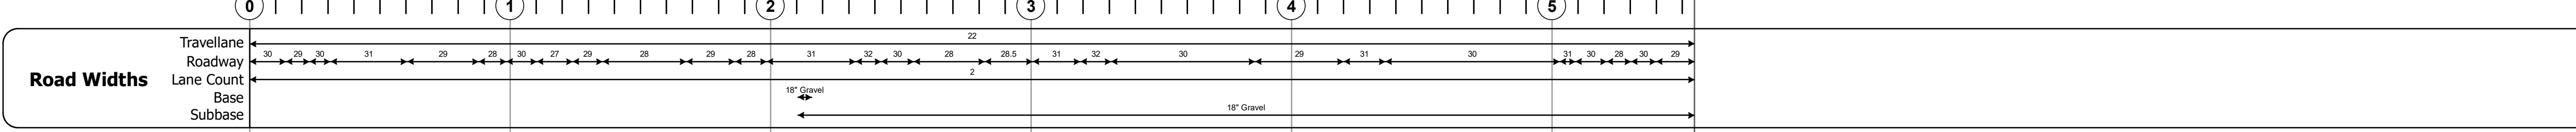 0 1 2 3 4 5
Road Widths
Travellane 22
Roadway 30 29 30 31 29 28 30 27 29 28 29 28 31 32 30 28 28.5 31 32 30 29 31 30 31 30 28 30 29
Lane Count 2
Base 18" Gravel
Subbase 18" Gravel